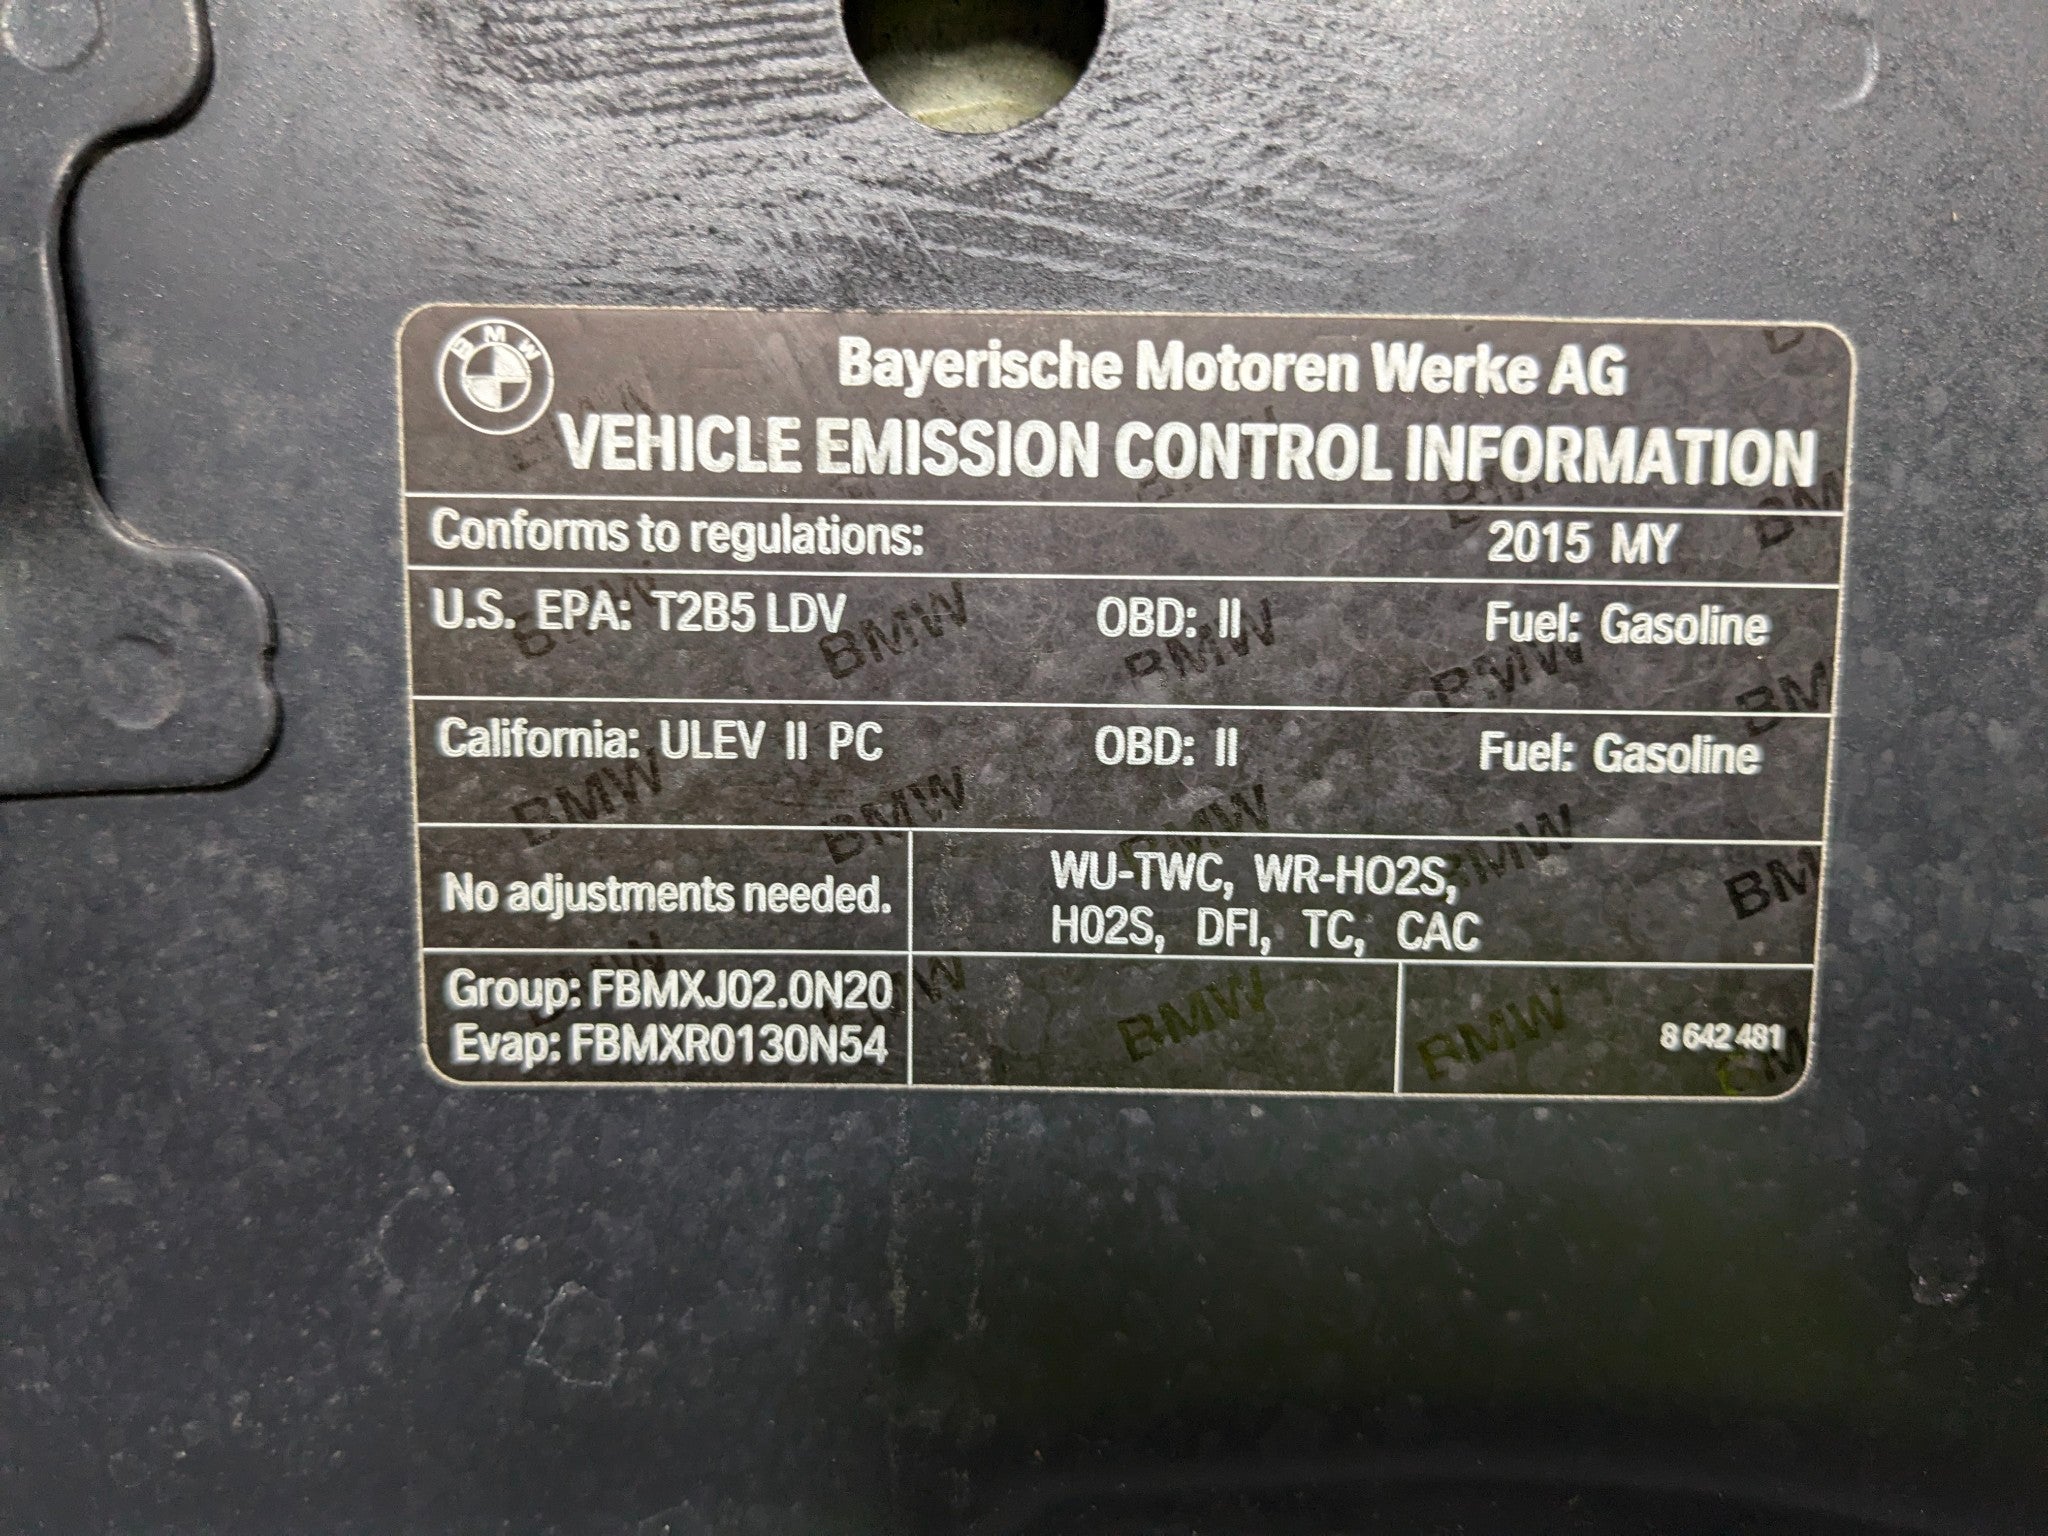 BMW
Bayerische Motoren Werke AG
VEHICLE EMISSION CONTROL INFORMATION
Conforms to regulations: 2015 MY
U.S. EPA: T2B5 LDV OBD: II Fuel: Gasoline
California: ULEV II PC OBD: II Fuel: Gasoline
No adjustments needed.
WU-TWC, WR-HO2S,
H02S, DFI, TC, CAC
Group: FBMXJ02.0N20
Evap: FBMXR0130N54
8 642 481